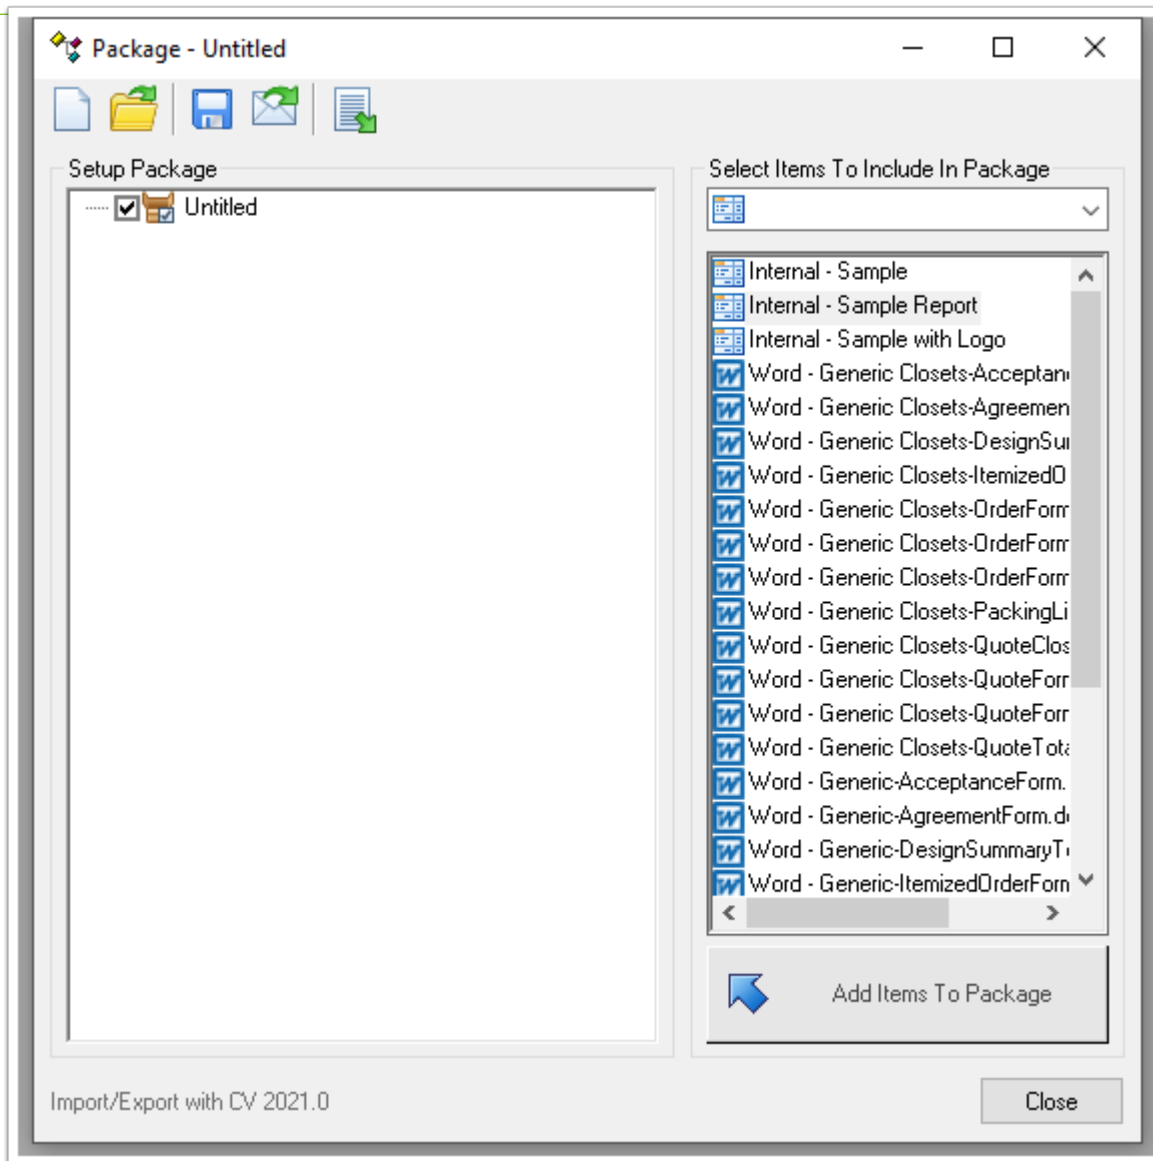 Package - Untitled
Setup Package
Untitled
Select Items To Include In Package
Internal - Sample
Internal - Sample Report
Internal - Sample with Logo
Word - Generic Closets-Acceptan
Word - Generic Closets-Agreemen
Word - Generic Closets-DesignSu
Word - Generic Closets-ItemizedO
Word - Generic Closets-OrderForm
Word - Generic Closets-OrderForm
Word - Generic Closets-OrderForm
Word - Generic Closets-PackingLi
Word - Generic Closets-QuoteClos
Word - Generic Closets-QuoteForm
Word - Generic Closets-QuoteForm
Word - Generic Closets-QuoteTota
Word - Generic-AcceptanceForm.
Word - Generic-AgreementForm.d
Word - Generic-DesignSummaryT
Word - Generic-ItemizedOrderForm
Add Items To Package
Import/Export with CV 2021.0
Close